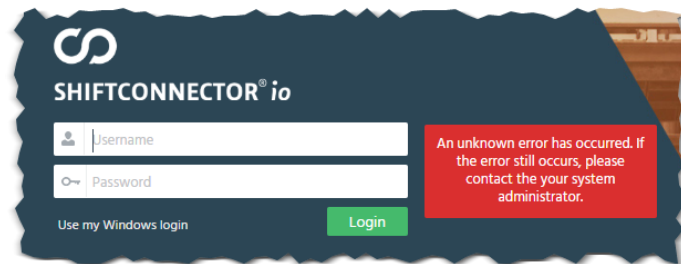 SHIFTCONNECTOR® io
Username
Password
Use my Windows login
Login
An unknown error has occurred. If
the error still occurs, please
contact the your system
administrator.